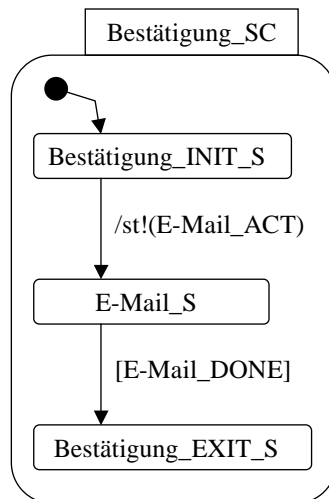 Bestätigung_SC
Bestätigung_INIT_S
/st!(E-Mail_ACT)
E-Mail_S
[E-Mail_DONE]
Bestätigung_EXIT_S